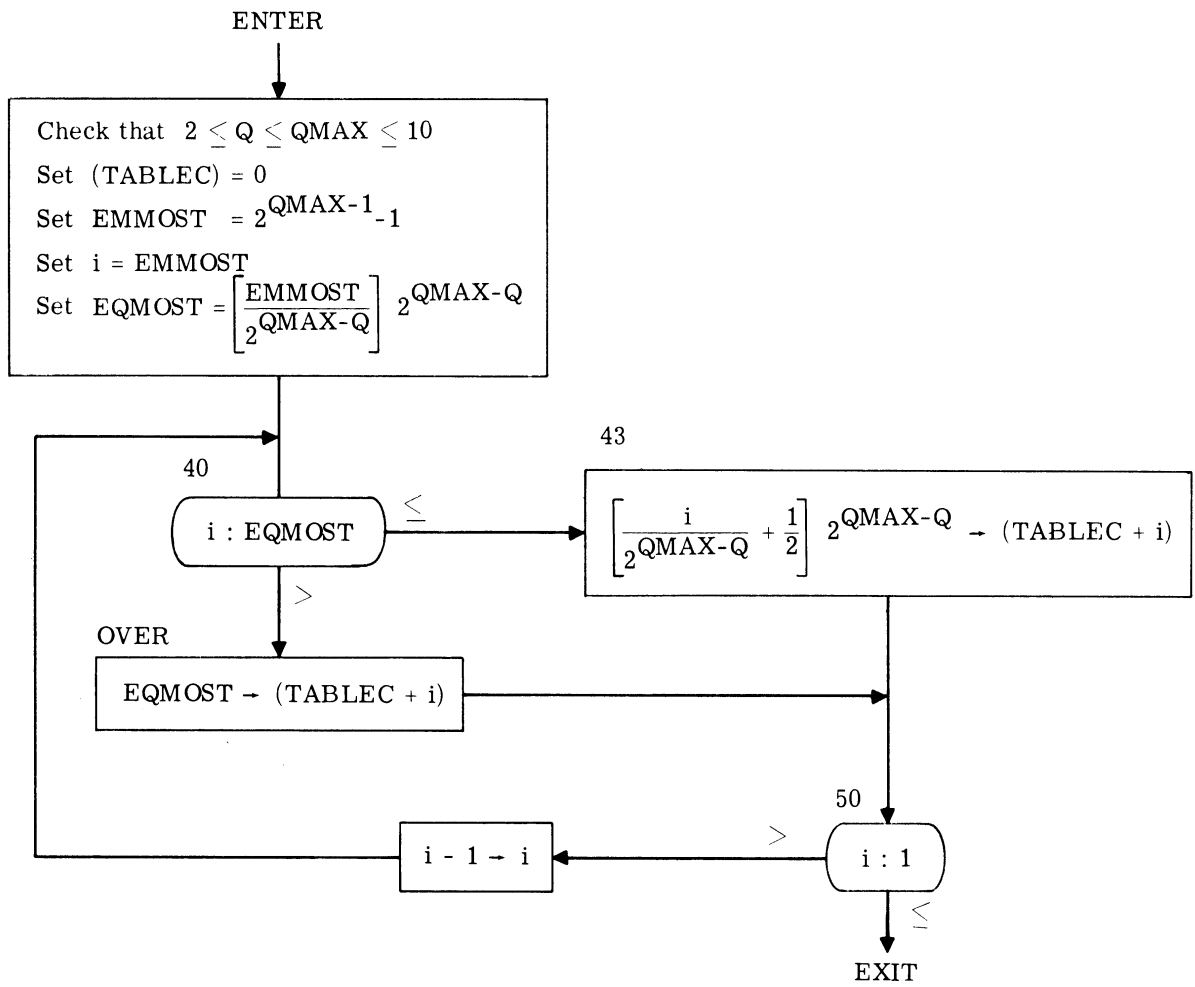 ENTER
Check that 2 ≤ Q ≤ QMAX ≤ 10
Set (TABLEC) = 0
Set EMMOST = 2^QMAX-1 -1
Set i = EMMOST
Set EQMOST = [EMMOST / 2^QMAX-Q] 2^QMAX-Q
40
i : EQMOST
≤
>
43
[i / 2^QMAX-Q + 1/2] 2^QMAX-Q → (TABLEC + i)
OVER
EQMOST → (TABLEC + i)
50
i : 1
>
i - 1 → i
≤
EXIT